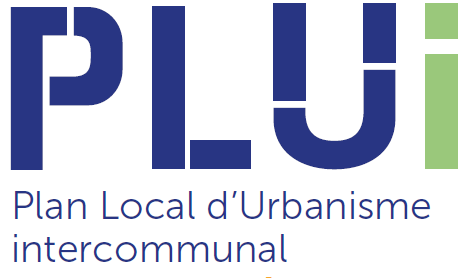 PLUi
Plan Local d'Urbanisme
intercommunal